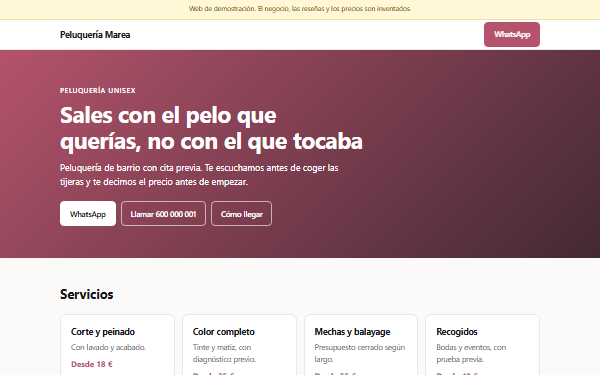 Web de demostración. El negocio, las reseñas y los precios son inventados.
Peluquería Marea
WhatsApp
PELUQUERÍA UNISEX
Sales con el pelo que
querías, no con el que tocaba
Peluquería de barrio con cita previa. Te escuchamos antes de coger las
tijeras y te decimos el precio antes de empezar.
WhatsApp
Llamar 600 000 001
Cómo llegar
Servicios
Corte y peinado
Con lavado y acabado.
Desde 18 €
Color completo
Tinte y matiz, con
diagnóstico previo.
Mechas y balayage
Presupuesto cerrado según
largo.
Recogidos
Bodas y eventos, con
prueba previa.